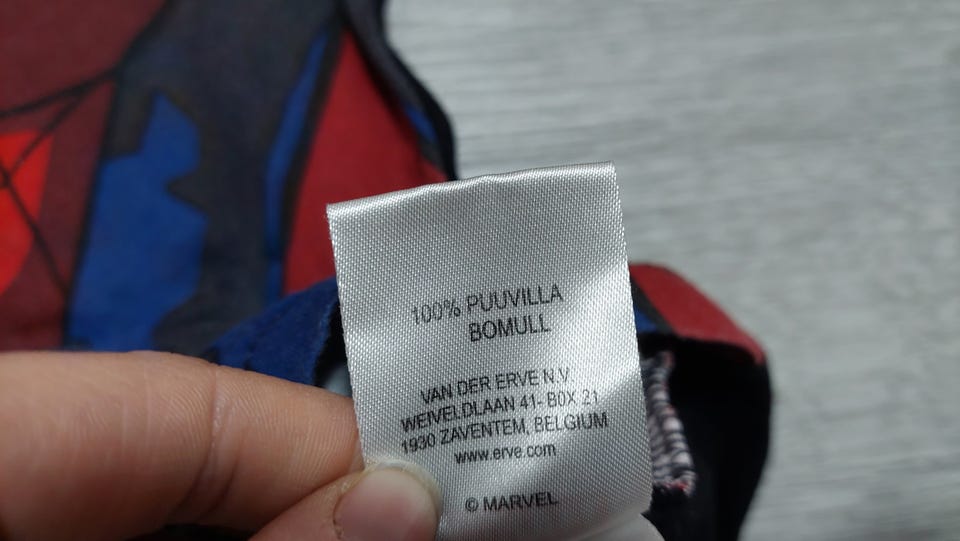 100% PUUVILLA
BOMULL
VAN DER ERVE N.V.
WEIVELDLAAN 41- BOX 21
1930 ZAVENTEM, BELGIUM
www.erve.com
© MARVEL